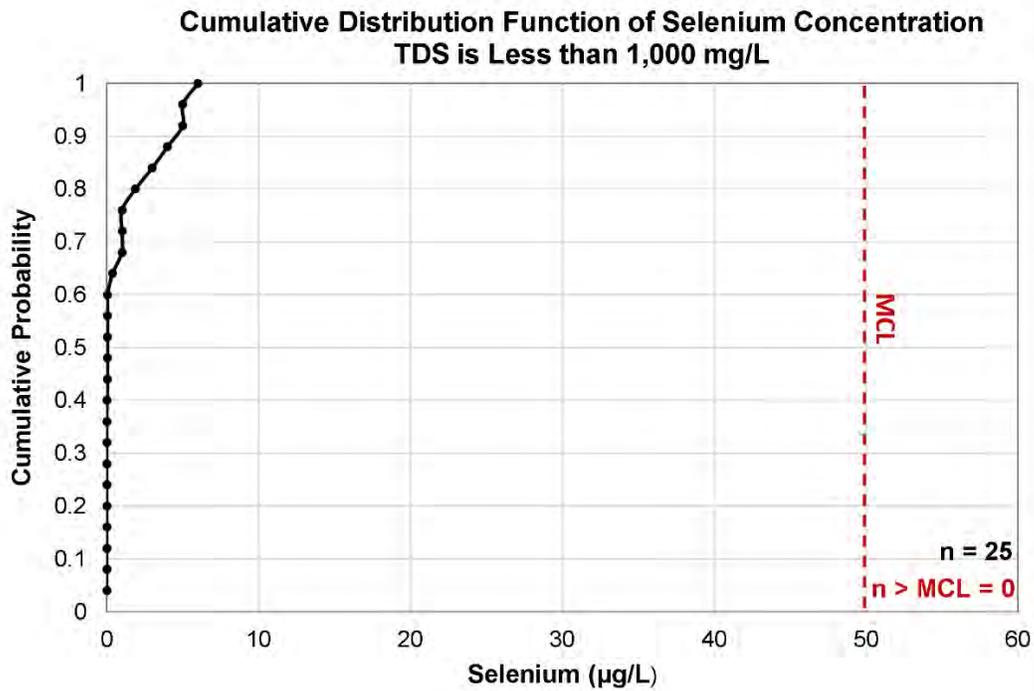 Cumulative Distribution Function of Selenium Concentration
TDS is Less than 1,000 mg/L
Cumulative Probability
1
0.9
0.8
0.7
0.6
0.5
0.4
0.3
0.2
0.1
0
MCL
n = 25
n > MCL = 0
0 10 20 30 40 50 60
Selenium (µg/L)